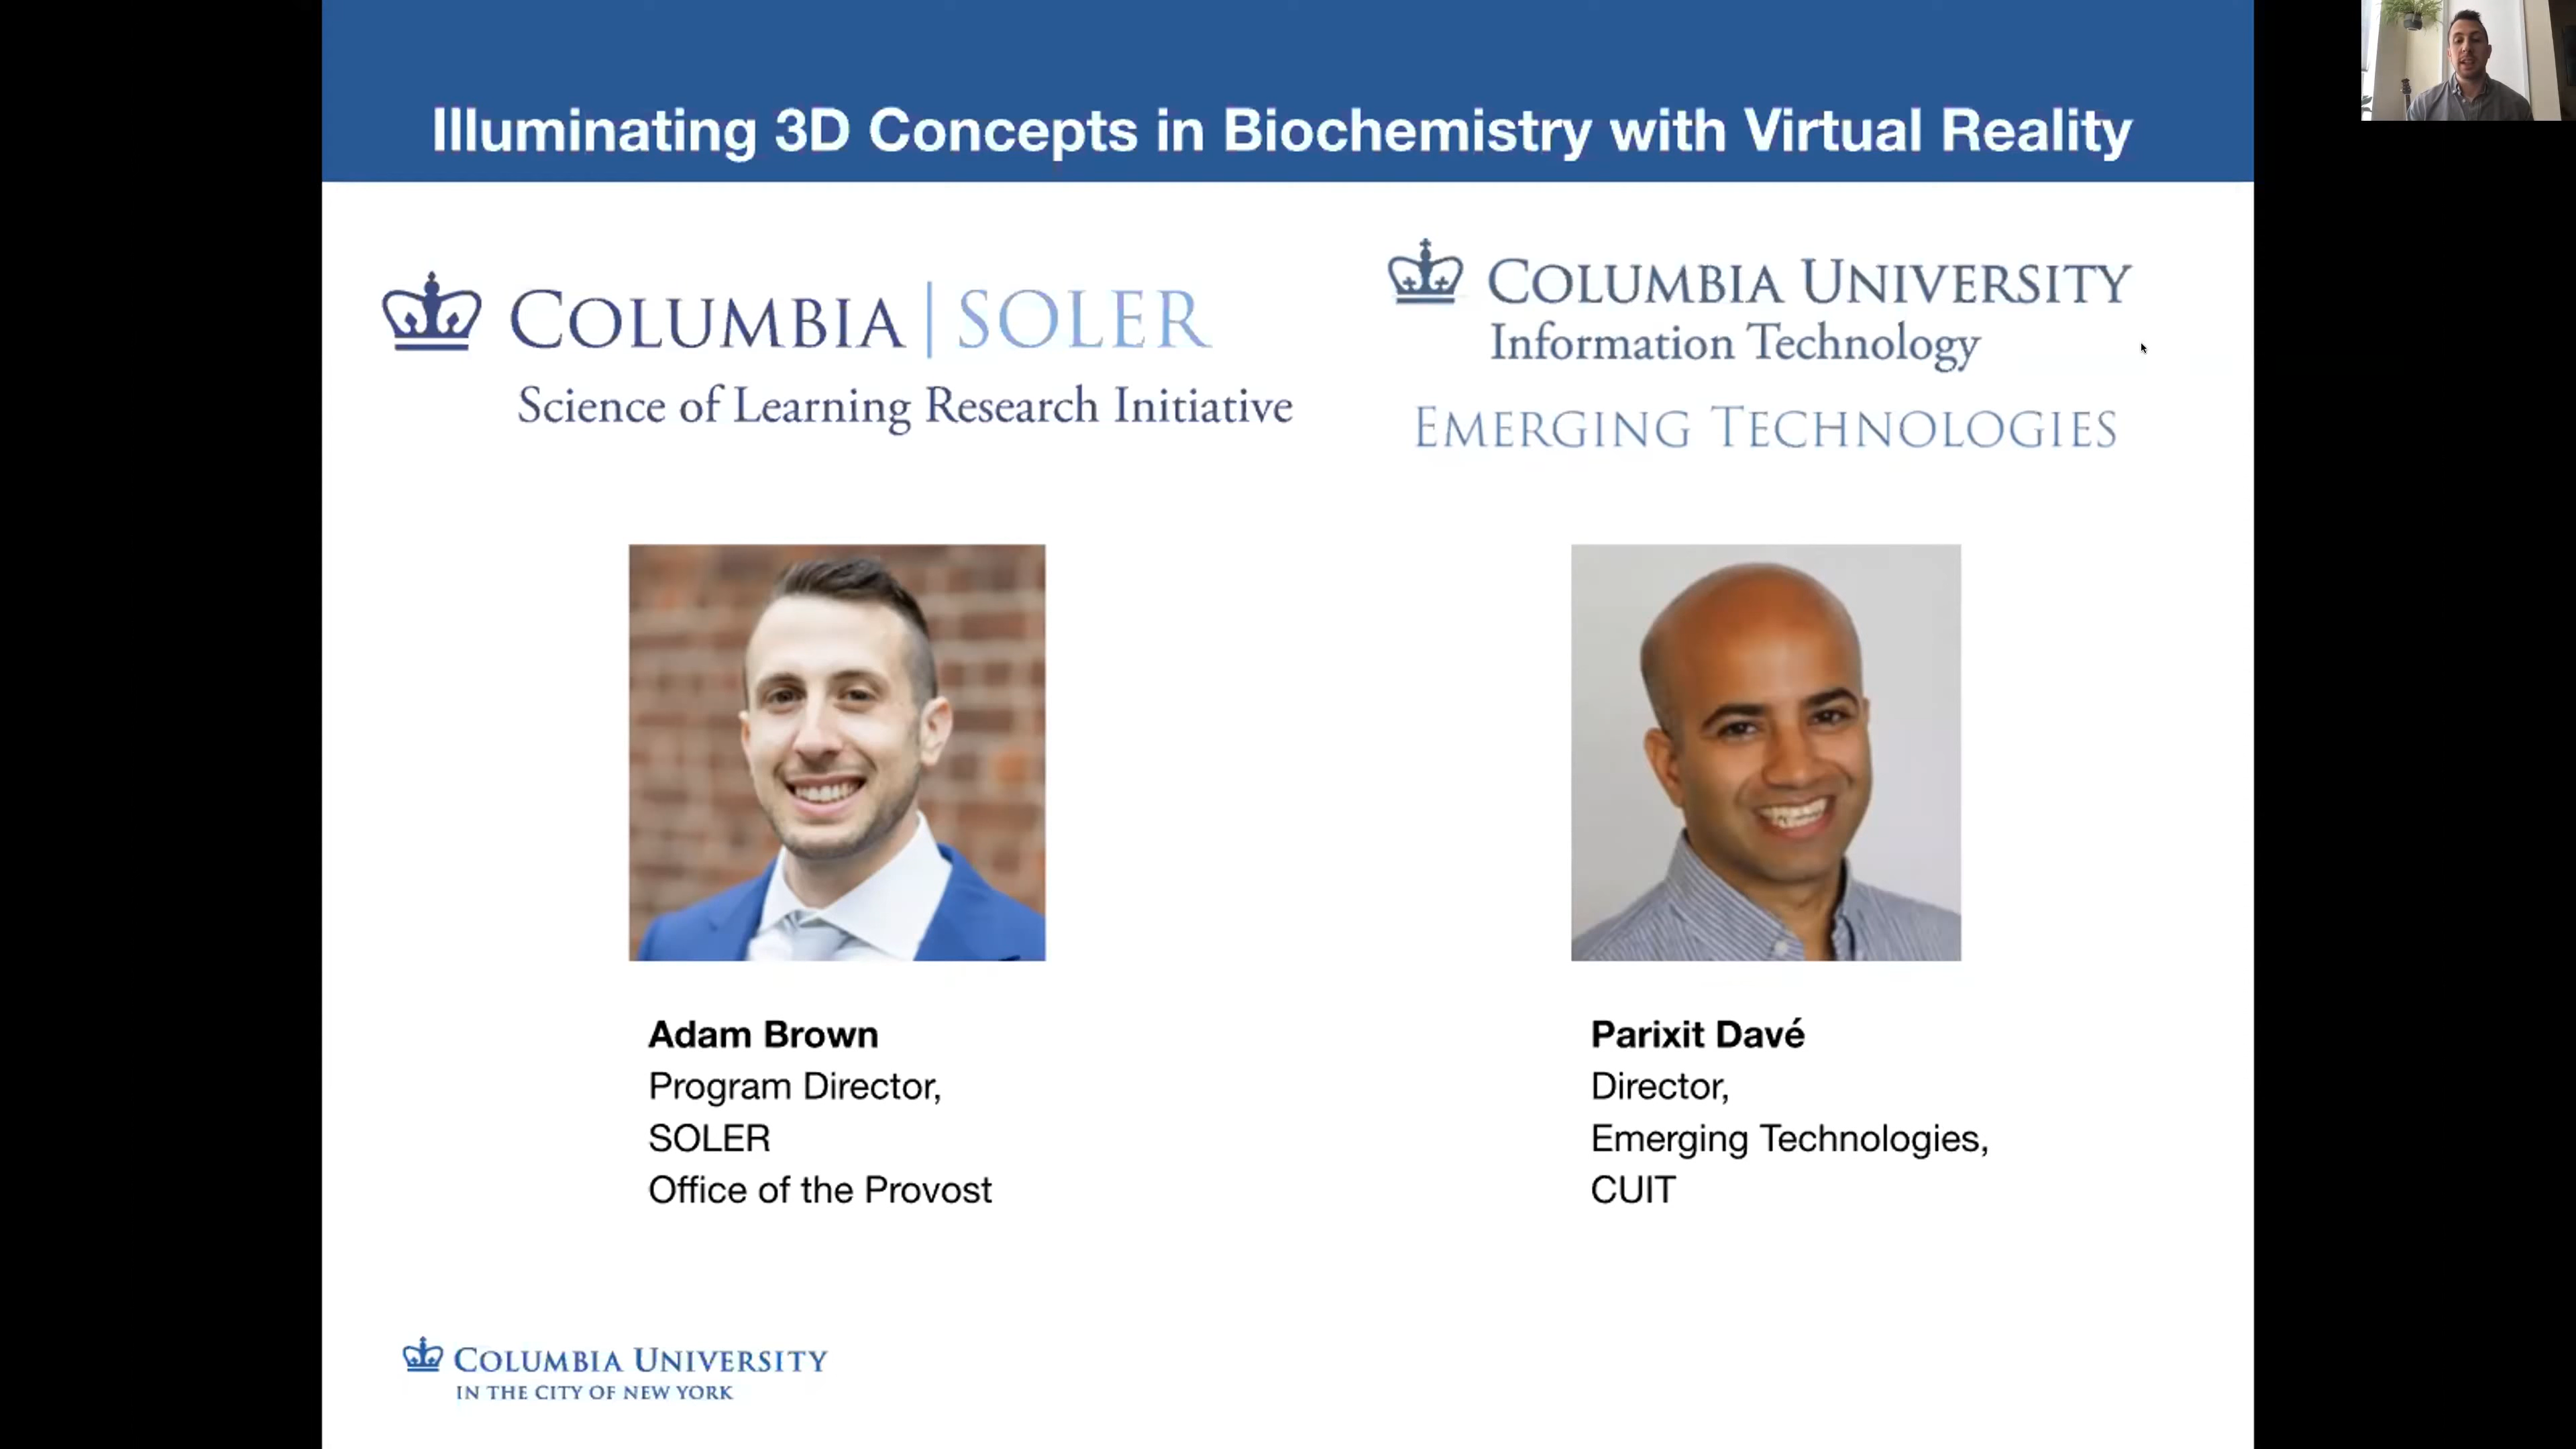 Illuminating 3D Concepts in Biochemistry with Virtual Reality
COLUMBIA | SOLER
Science of Learning Research Initiative
COLUMBIA UNIVERSITY
Information Technology
EMERGING TECHNOLOGIES
Adam Brown
Program Director,
SOLER
Office of the Provost
Parixit Davé
Director,
Emerging Technologies,
CUIT
COLUMBIA UNIVERSITY
IN THE CITY OF NEW YORK